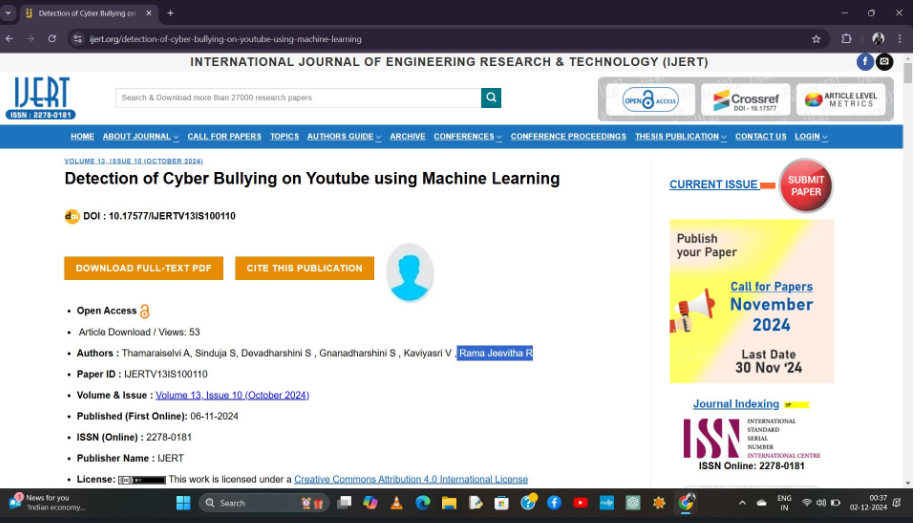 Detection of Cyber Bullying on
ijert.org/detection-of-cyber-bullying-on-youtube-using-machine-learning
INTERNATIONAL JOURNAL OF ENGINEERING RESEARCH & TECHNOLOGY (IJERT)
IJERT
ISSN : 2278-0181
Search & Download more than 27000 research papers
OPEN ACCESS
Crossref
DOI - 10.17577
ARTICLE LEVEL
METRICS
HOME ABOUT JOURNAL CALL FOR PAPERS TOPICS AUTHORS GUIDE ARCHIVE CONFERENCES CONFERENCE PROCEEDINGS THESIS PUBLICATION CONTACT US LOGIN
VOLUME 13, ISSUE 10 (OCTOBER 2024)
Detection of Cyber Bullying on Youtube using Machine Learning
DOI : 10.17577/IJERTV13IS100110
DOWNLOAD FULL-TEXT PDF
CITE THIS PUBLICATION
• Open Access
• Article Download / Views: 53
• Authors : Thamaraiselvi A, Sinduja S, Devadharshini S , Gnanadharshini S , Kaviyasri V , Rama Jeevitha R
• Paper ID : IJERTV13IS100110
• Volume & Issue : Volume 13, Issue 10 (October 2024)
• Published (First Online): 06-11-2024
• ISSN (Online) : 2278-0181
• Publisher Name : IJERT
• License: This work is licensed under a Creative Commons Attribution 4.0 International License
CURRENT ISSUE
SUBMIT
PAPER
Publish
your Paper
Call for Papers
November
2024
Last Date
30 Nov '24
Journal Indexing
ISSN
INTERNATIONAL
STANDARD
SERIAL
NUMBER
INTERNATIONAL CENTRE
ISSN Online: 2278-0181
News for you
"Indian economy...
Search
ENG
IN
00:37
02-12-2024